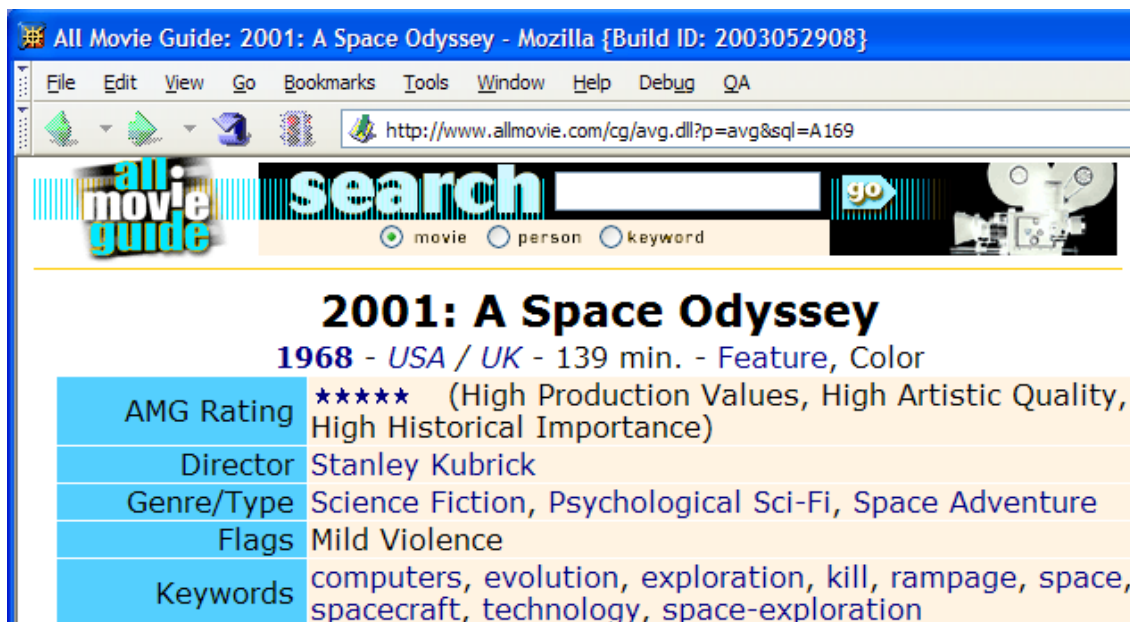 All Movie Guide: 2001: A Space Odyssey - Mozilla {Build ID: 2003052908}
File Edit View Go Bookmarks Tools Window Help Debug QA
http://www.allmovie.com/cg/avg.dll?p=avg&sql=A169
all movie guide
search go
movie person keyword
2001: A Space Odyssey
1968 - USA / UK - 139 min. - Feature, Color
AMG Rating ★★★★★ (High Production Values, High Artistic Quality,
High Historical Importance)
Director Stanley Kubrick
Genre/Type Science Fiction, Psychological Sci-Fi, Space Adventure
Flags Mild Violence
Keywords computers, evolution, exploration, kill, rampage, space,
spacecraft, technology, space-exploration